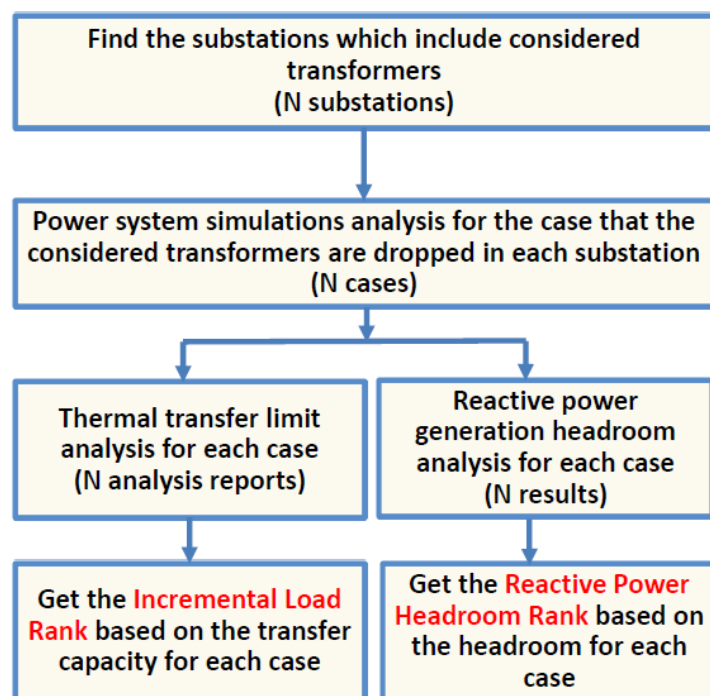 Find the substations which include considered
transformers
(N substations)
Power system simulations analysis for the case that the
considered transformers are dropped in each substation
(N cases)
Thermal transfer limit
analysis for each case
(N analysis reports)
Reactive power
generation headroom
analysis for each case
(N results)
Get the Incremental Load
Rank based on the transfer
capacity for each case
Get the Reactive Power
Headroom Rank based on
the headroom for each
case